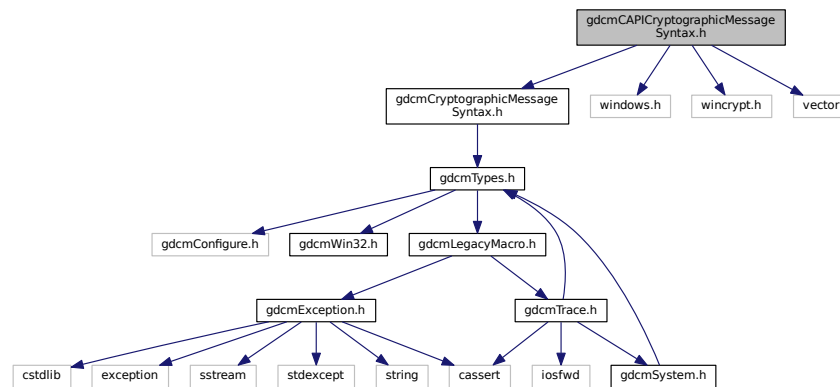 gdcmCAPICryptographicMessage
Syntax.h
gdcmCryptographicMessage
Syntax.h
windows.h
wincrypt.h
vector
gdcmTypes.h
gdcmConfigure.h
gdcmWin32.h
gdcmLegacyMacro.h
gdcmException.h
gdcmTrace.h
cstdlib
exception
sstream
stdexcept
string
cassert
iosfwd
gdcmSystem.h